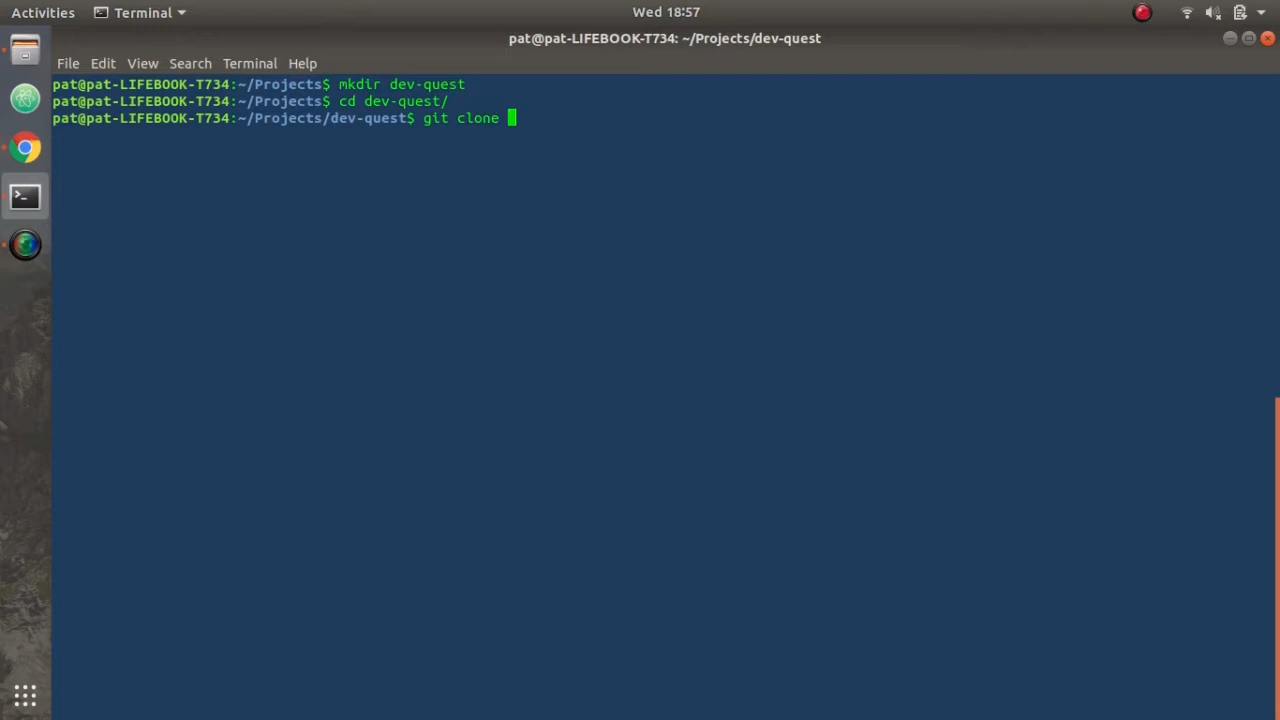 Activities Terminal Wed 18:57
pat@pat-LIFEBOOK-T734: ~/Projects/dev-quest
File Edit View Search Terminal Help
pat@pat-LIFEBOOK-T734:~/Projects$ mkdir dev-quest
pat@pat-LIFEBOOK-T734:~/Projects$ cd dev-quest/
pat@pat-LIFEBOOK-T734:~/Projects/dev-quest$ git clone